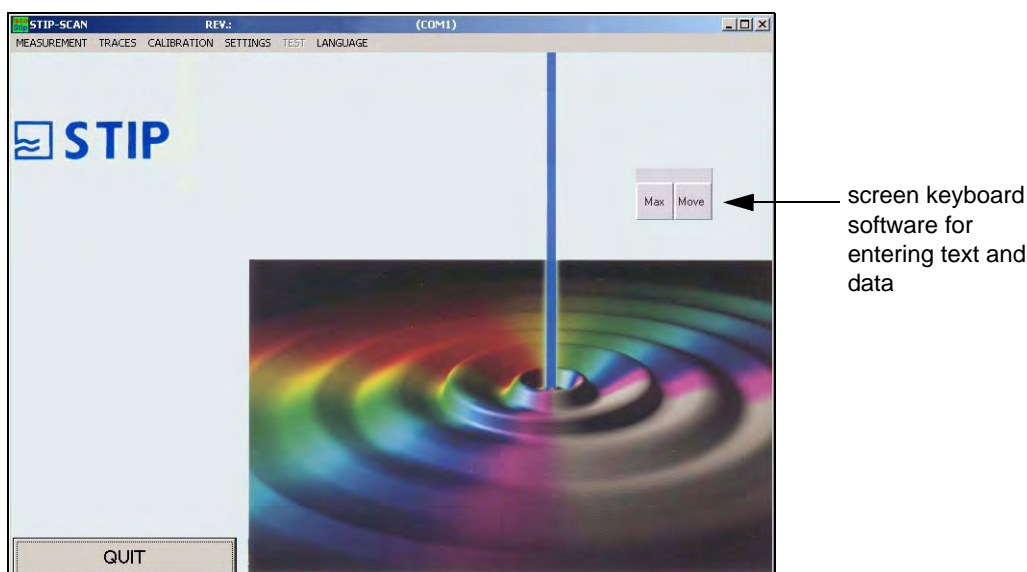 STIP-SCAN REV.: (COM1)
MEASUREMENT TRACES CALIBRATION SETTINGS TEST LANGUAGE
STIP
Max Move
screen keyboard
software for
entering text and
data
QUIT